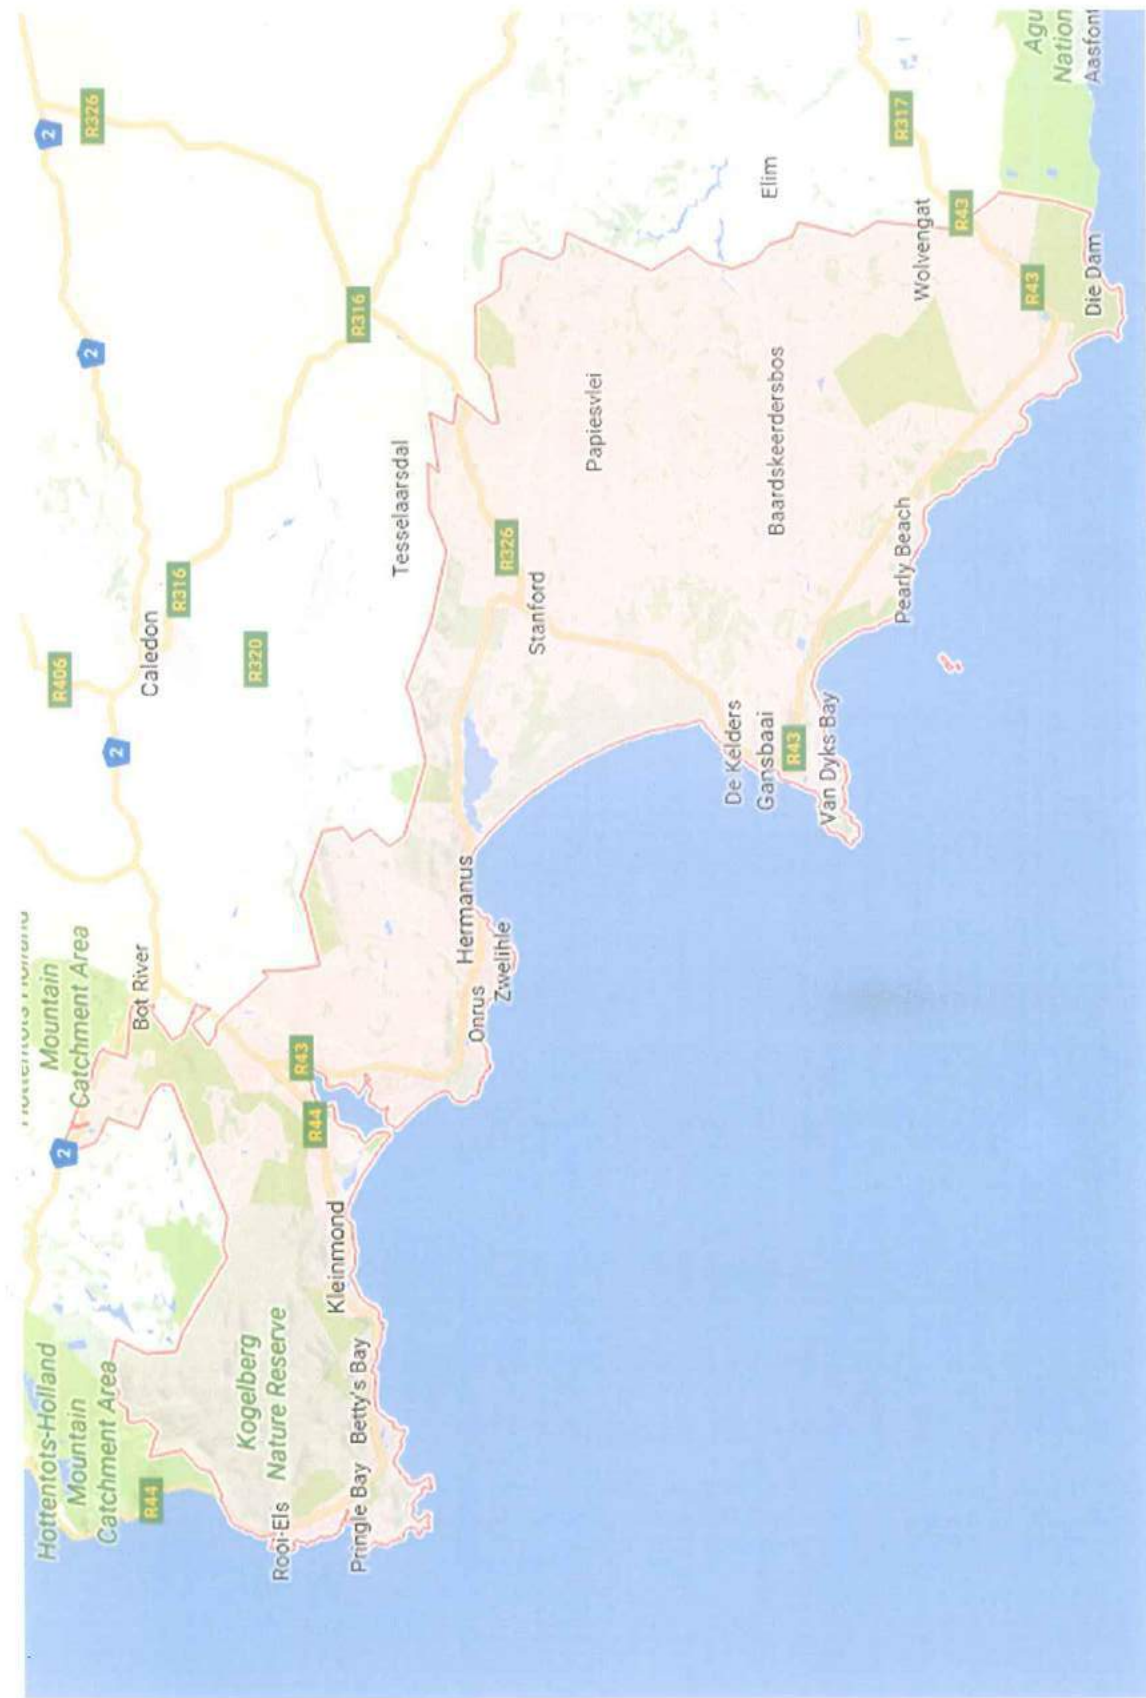 Hottentots-Holland
Mountain
Catchment Area
Mountain
Catchment Area
2
R406
2
R326
2
2
Bot River
Caledon
R44
R316
Kogelberg
Nature Reserve
R320
Rooi-Els
R43
R44
Kleinmond
Pringle Bay
Betty's Bay
R316
Tesselaarsdal
Hermanus
Onrus
Zwelihle
R326
Stanford
Papiesvlei
De Kelders
Gansbaai
R43
Elim
Baardskeerdersbos
Van Dyks Bay
Pearly Beach
R317
Wolvengat
R43
R43
Die Dam
Agu
Nation
Aasfont